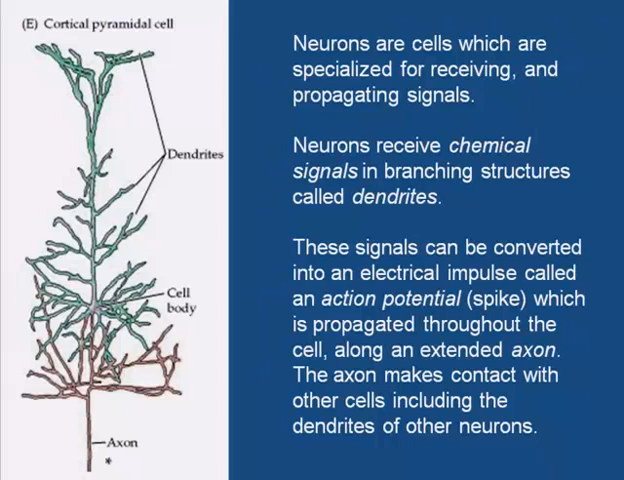 (E) Cortical pyramidal cell
Dendrites
Cell
body
Axon
*
Neurons are cells which are
specialized for receiving, and
propagating signals.
Neurons receive chemical
signals in branching structures
called dendrites.
These signals can be converted
into an electrical impulse called
an action potential (spike) which
is propagated throughout the
cell, along an extended axon.
The axon makes contact with
other cells including the
dendrites of other neurons.